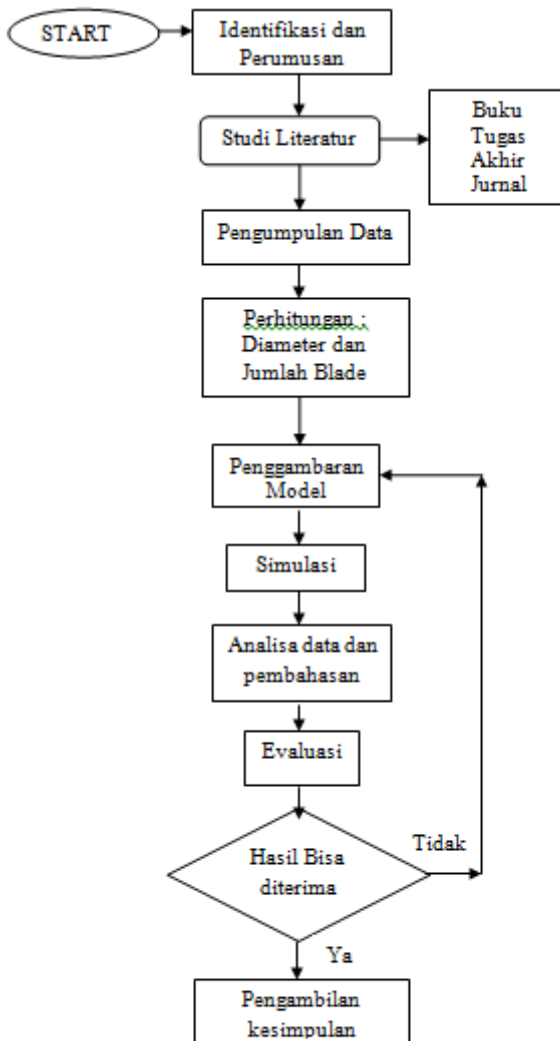 START
Identifikasi dan
Perumusan
Studi Literatur
Buku
Tugas
Akhir
Jurnal
Pengumpulan Data
Perhitungan :
Diameter dan
Jumlah Blade
Penggambaran
Model
Simulasi
Analisa data dan
pembahasan
Evaluasi
Hasil Bisa
diterima
Tidak
Ya
Pengambilan
kesimpulan